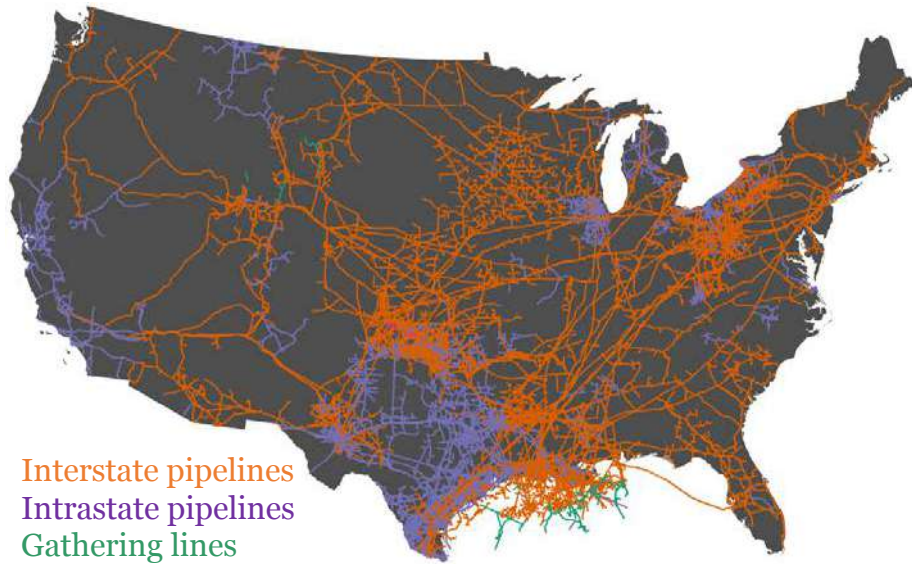 Interstate pipelines
Intrastate pipelines
Gathering lines